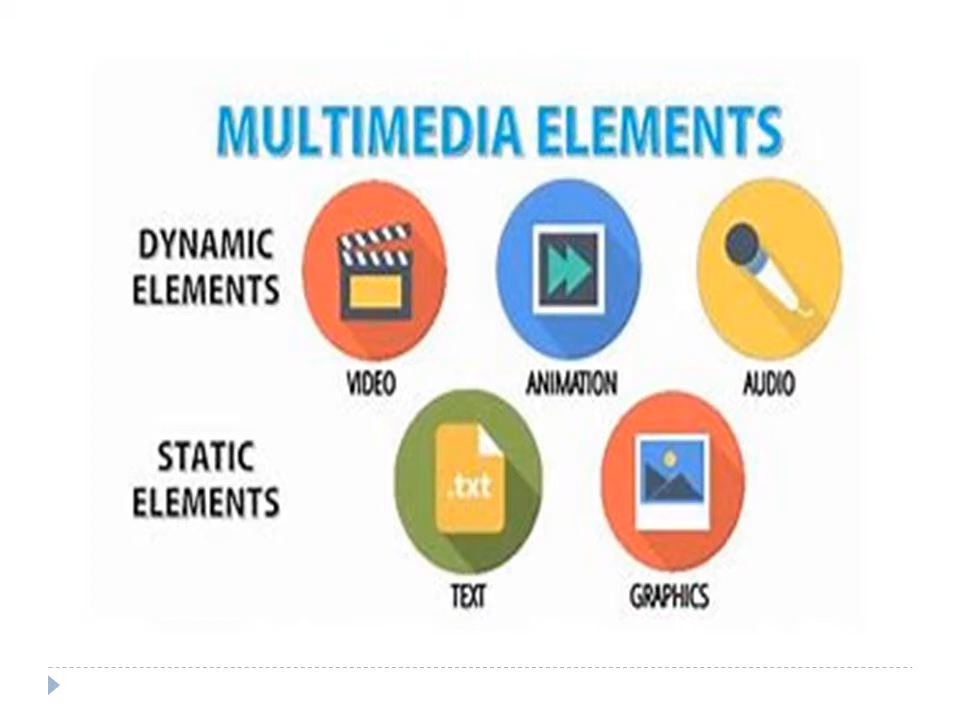 MULTIMEDIA ELEMENTS
DYNAMIC
ELEMENTS
VIDEO
ANIMATION
AUDIO
STATIC
ELEMENTS
.txt
TEXT
GRAPHICS